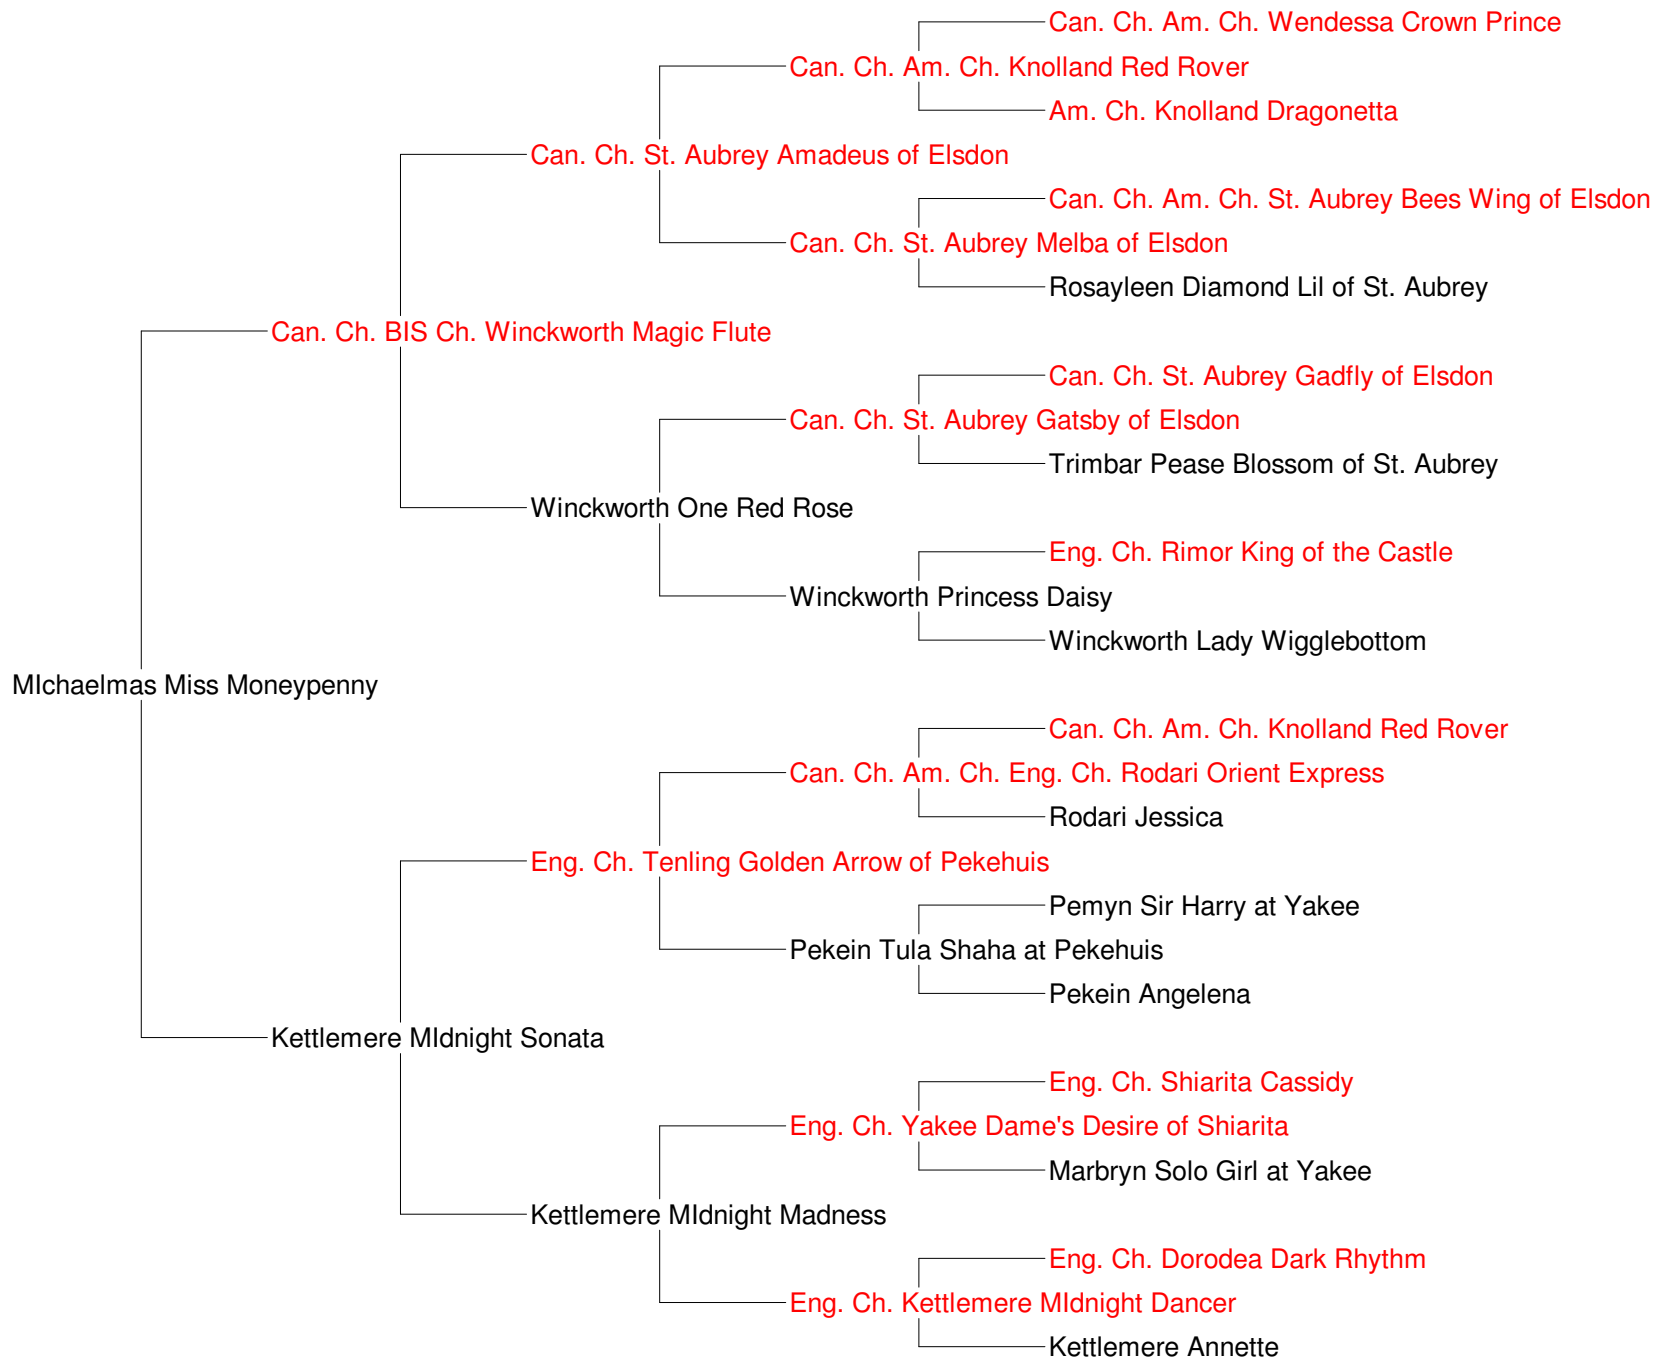 Can. Ch. Am. Ch. Wendessa Crown Prince
Can. Ch. Am. Ch. Knolland Red Rover
Am. Ch. Knolland Dragonetta
Can. Ch. St. Aubrey Amadeus of Elsdon
Can. Ch. Am. Ch. St. Aubrey Bees Wing of Elsdon
Can. Ch. St. Aubrey Melba of Elsdon
Rosayleen Diamond Lil of St. Aubrey
Can. Ch. BIS Ch. Winckworth Magic Flute
Can. Ch. St. Aubrey Gadfly of Elsdon
Can. Ch. St. Aubrey Gatsby of Elsdon
Trimbar Pease Blossom of St. Aubrey
Winckworth One Red Rose
Eng. Ch. Rimor King of the Castle
Winckworth Princess Daisy
Winckworth Lady Wigglebottom
MIchaelmas Miss Moneypenny
Can. Ch. Am. Ch. Knolland Red Rover
Can. Ch. Am. Ch. Eng. Ch. Rodari Orient Express
Rodari Jessica
Eng. Ch. Tenling Golden Arrow of Pekehuis
Pemyn Sir Harry at Yakee
Pekein Tula Shaha at Pekehuis
Pekein Angelena
Kettlemere MIdnight Sonata
Eng. Ch. Shiarita Cassidy
Eng. Ch. Yakee Dame's Desire of Shiarita
Marbryn Solo Girl at Yakee
Kettlemere MIdnight Madness
Eng. Ch. Dorodea Dark Rhythm
Eng. Ch. Kettlemere MIdnight Dancer
Kettlemere Annette